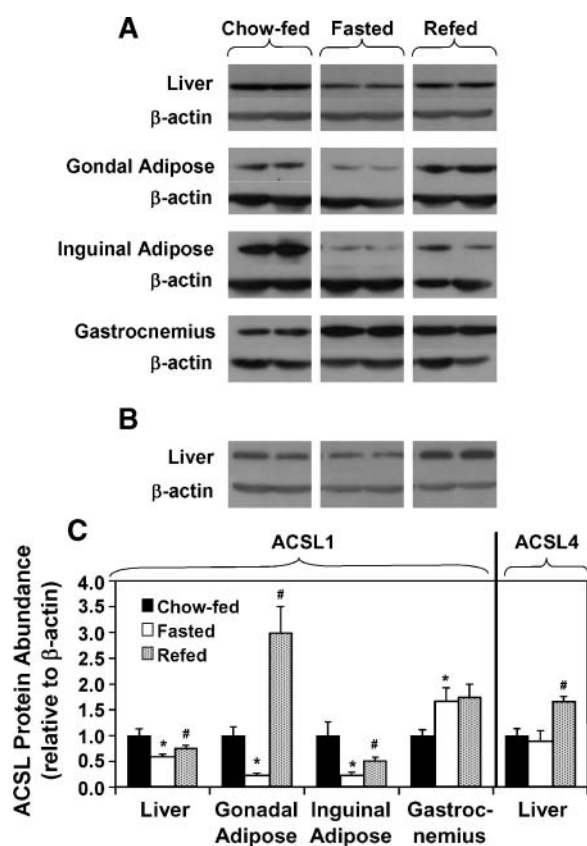 A
Chow-fed Fasted Refed
Liver
β-actin
Gondal Adipose
β-actin
Inguinal Adipose
β-actin
Gastrocnemius
β-actin
B
Liver
β-actin
C
ACSL1 ACSL4
ACSL Protein Abundance
(relative to β-actin)
4.0
3.5
3.0
2.5
2.0
1.5
1.0
0.5
0.0
Chow-fed
Fasted
Refed
* # * # * # * #
Liver Gonadal Adipose Inguinal Adipose Gastroc-nemius Liver